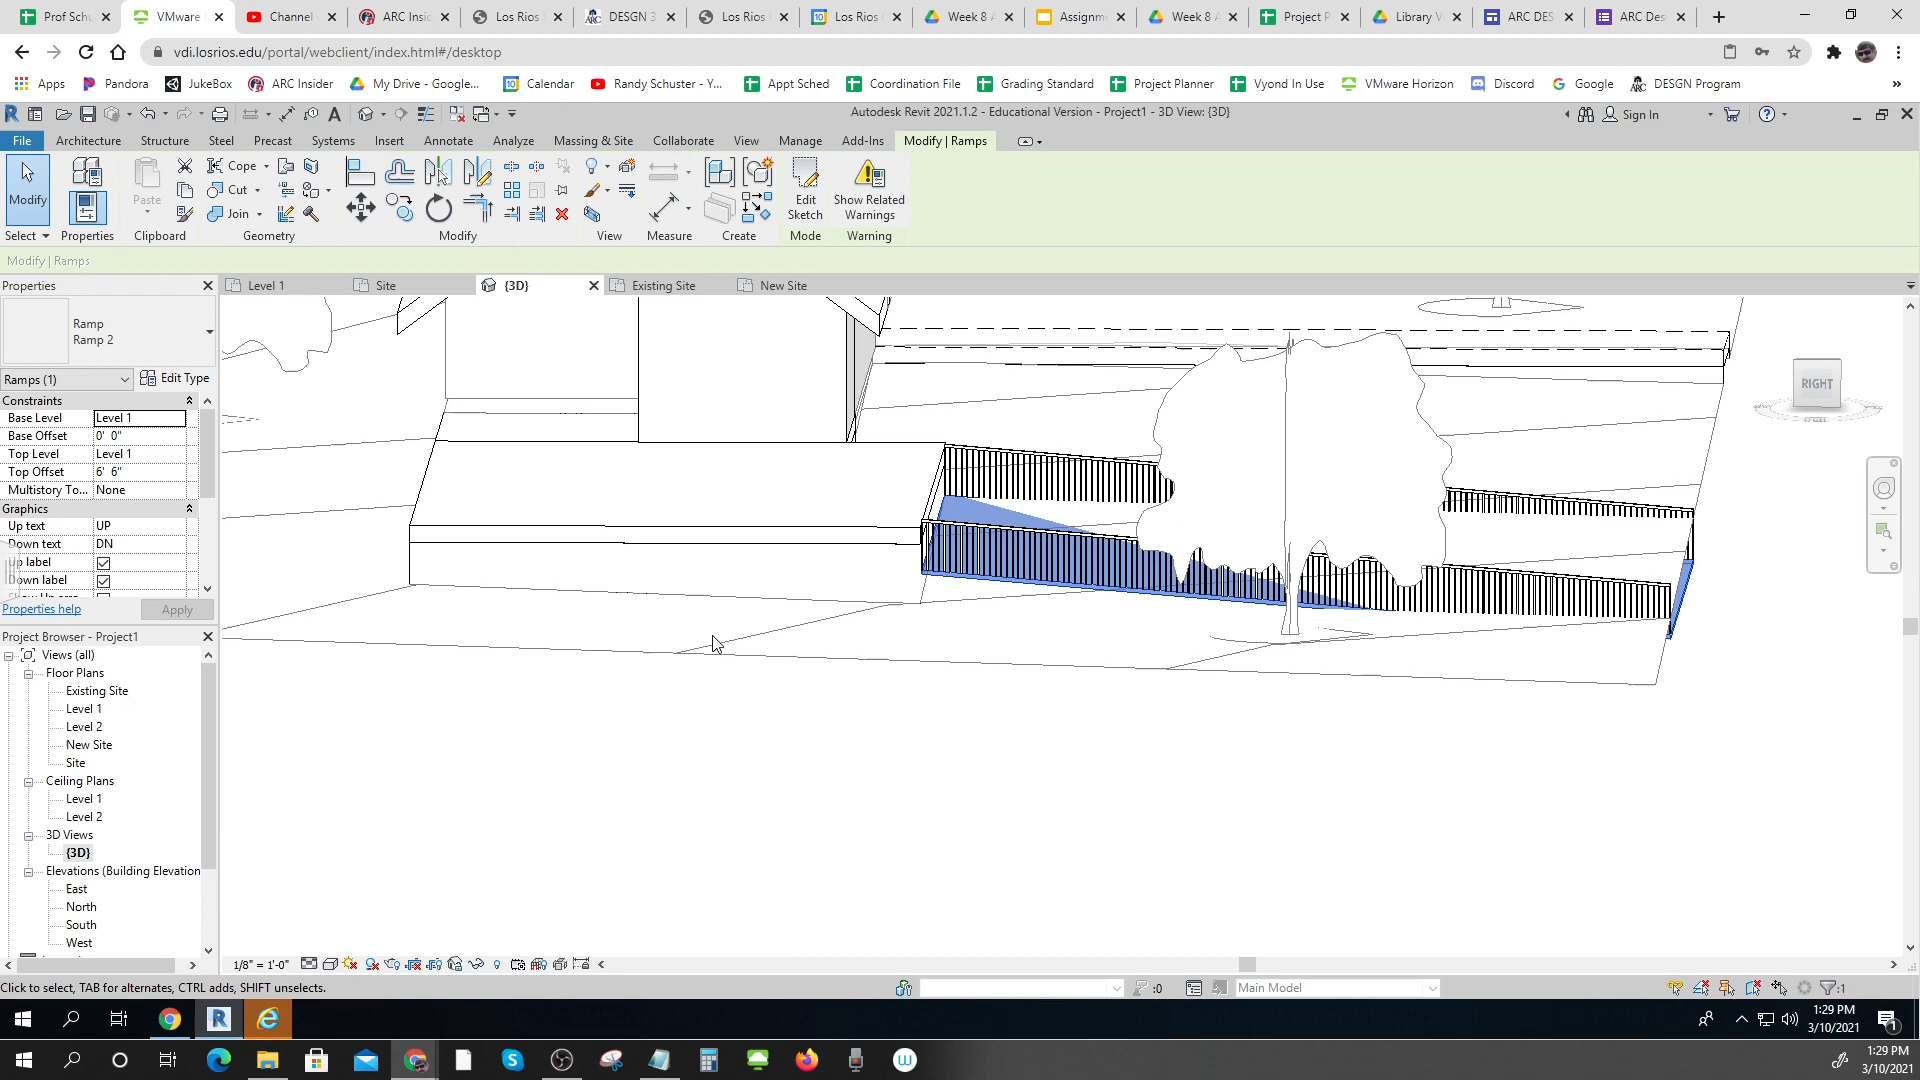 Prof Schu
VMware
Channel
ARC Insid
Los Rios
DESGN 3
Los Rios
Los Rios
Week 8 A
Assignm
Week 8 A
Project P
Library V
ARC DES
ARC Des
vdi.losrios.edu/portal/webclient/index.html#/desktop
Apps
Pandora
JukeBox
ARC Insider
My Drive - Google...
Calendar
Randy Schuster - Y...
Appt Sched
Coordination File
Grading Standard
Project Planner
Vyond In Use
VMware Horizon
Discord
Google
DESGN Program
Autodesk Revit 2021.1.2 - Educational Version - Project1 - 3D View: {3D}
Sign In
File
Architecture
Structure
Steel
Precast
Systems
Insert
Annotate
Analyze
Massing & Site
Collaborate
View
Manage
Add-Ins
Modify | Ramps
Modify
Paste
Cope
Cut
Join
Edit
Sketch
Show Related
Warnings
Select
Properties
Clipboard
Geometry
Modify
View
Measure
Create
Mode
Warning
Modify | Ramps
Properties
Level 1
Site
{3D}
Existing Site
New Site
Ramp
Ramp 2
Ramps (1)
Edit Type
Constraints
Base Level Level 1
Base Offset 0' 0"
Top Level Level 1
Top Offset 6' 6"
Multistory To... None
Graphics
Up text UP
Down text DN
Up label
Down label
Properties help
Apply
RIGHT
Project Browser - Project1
Views (all)
Floor Plans
Existing Site
Level 1
Level 2
New Site
Site
Ceiling Plans
Level 1
Level 2
3D Views
{3D}
Elevations (Building Elevation
East
North
South
West
1/8" = 1'-0"
Click to select, TAB for alternates, CTRL adds, SHIFT unselects.
:0
Main Model
:1
1:29 PM
3/10/2021
1
1:29 PM
3/10/2021